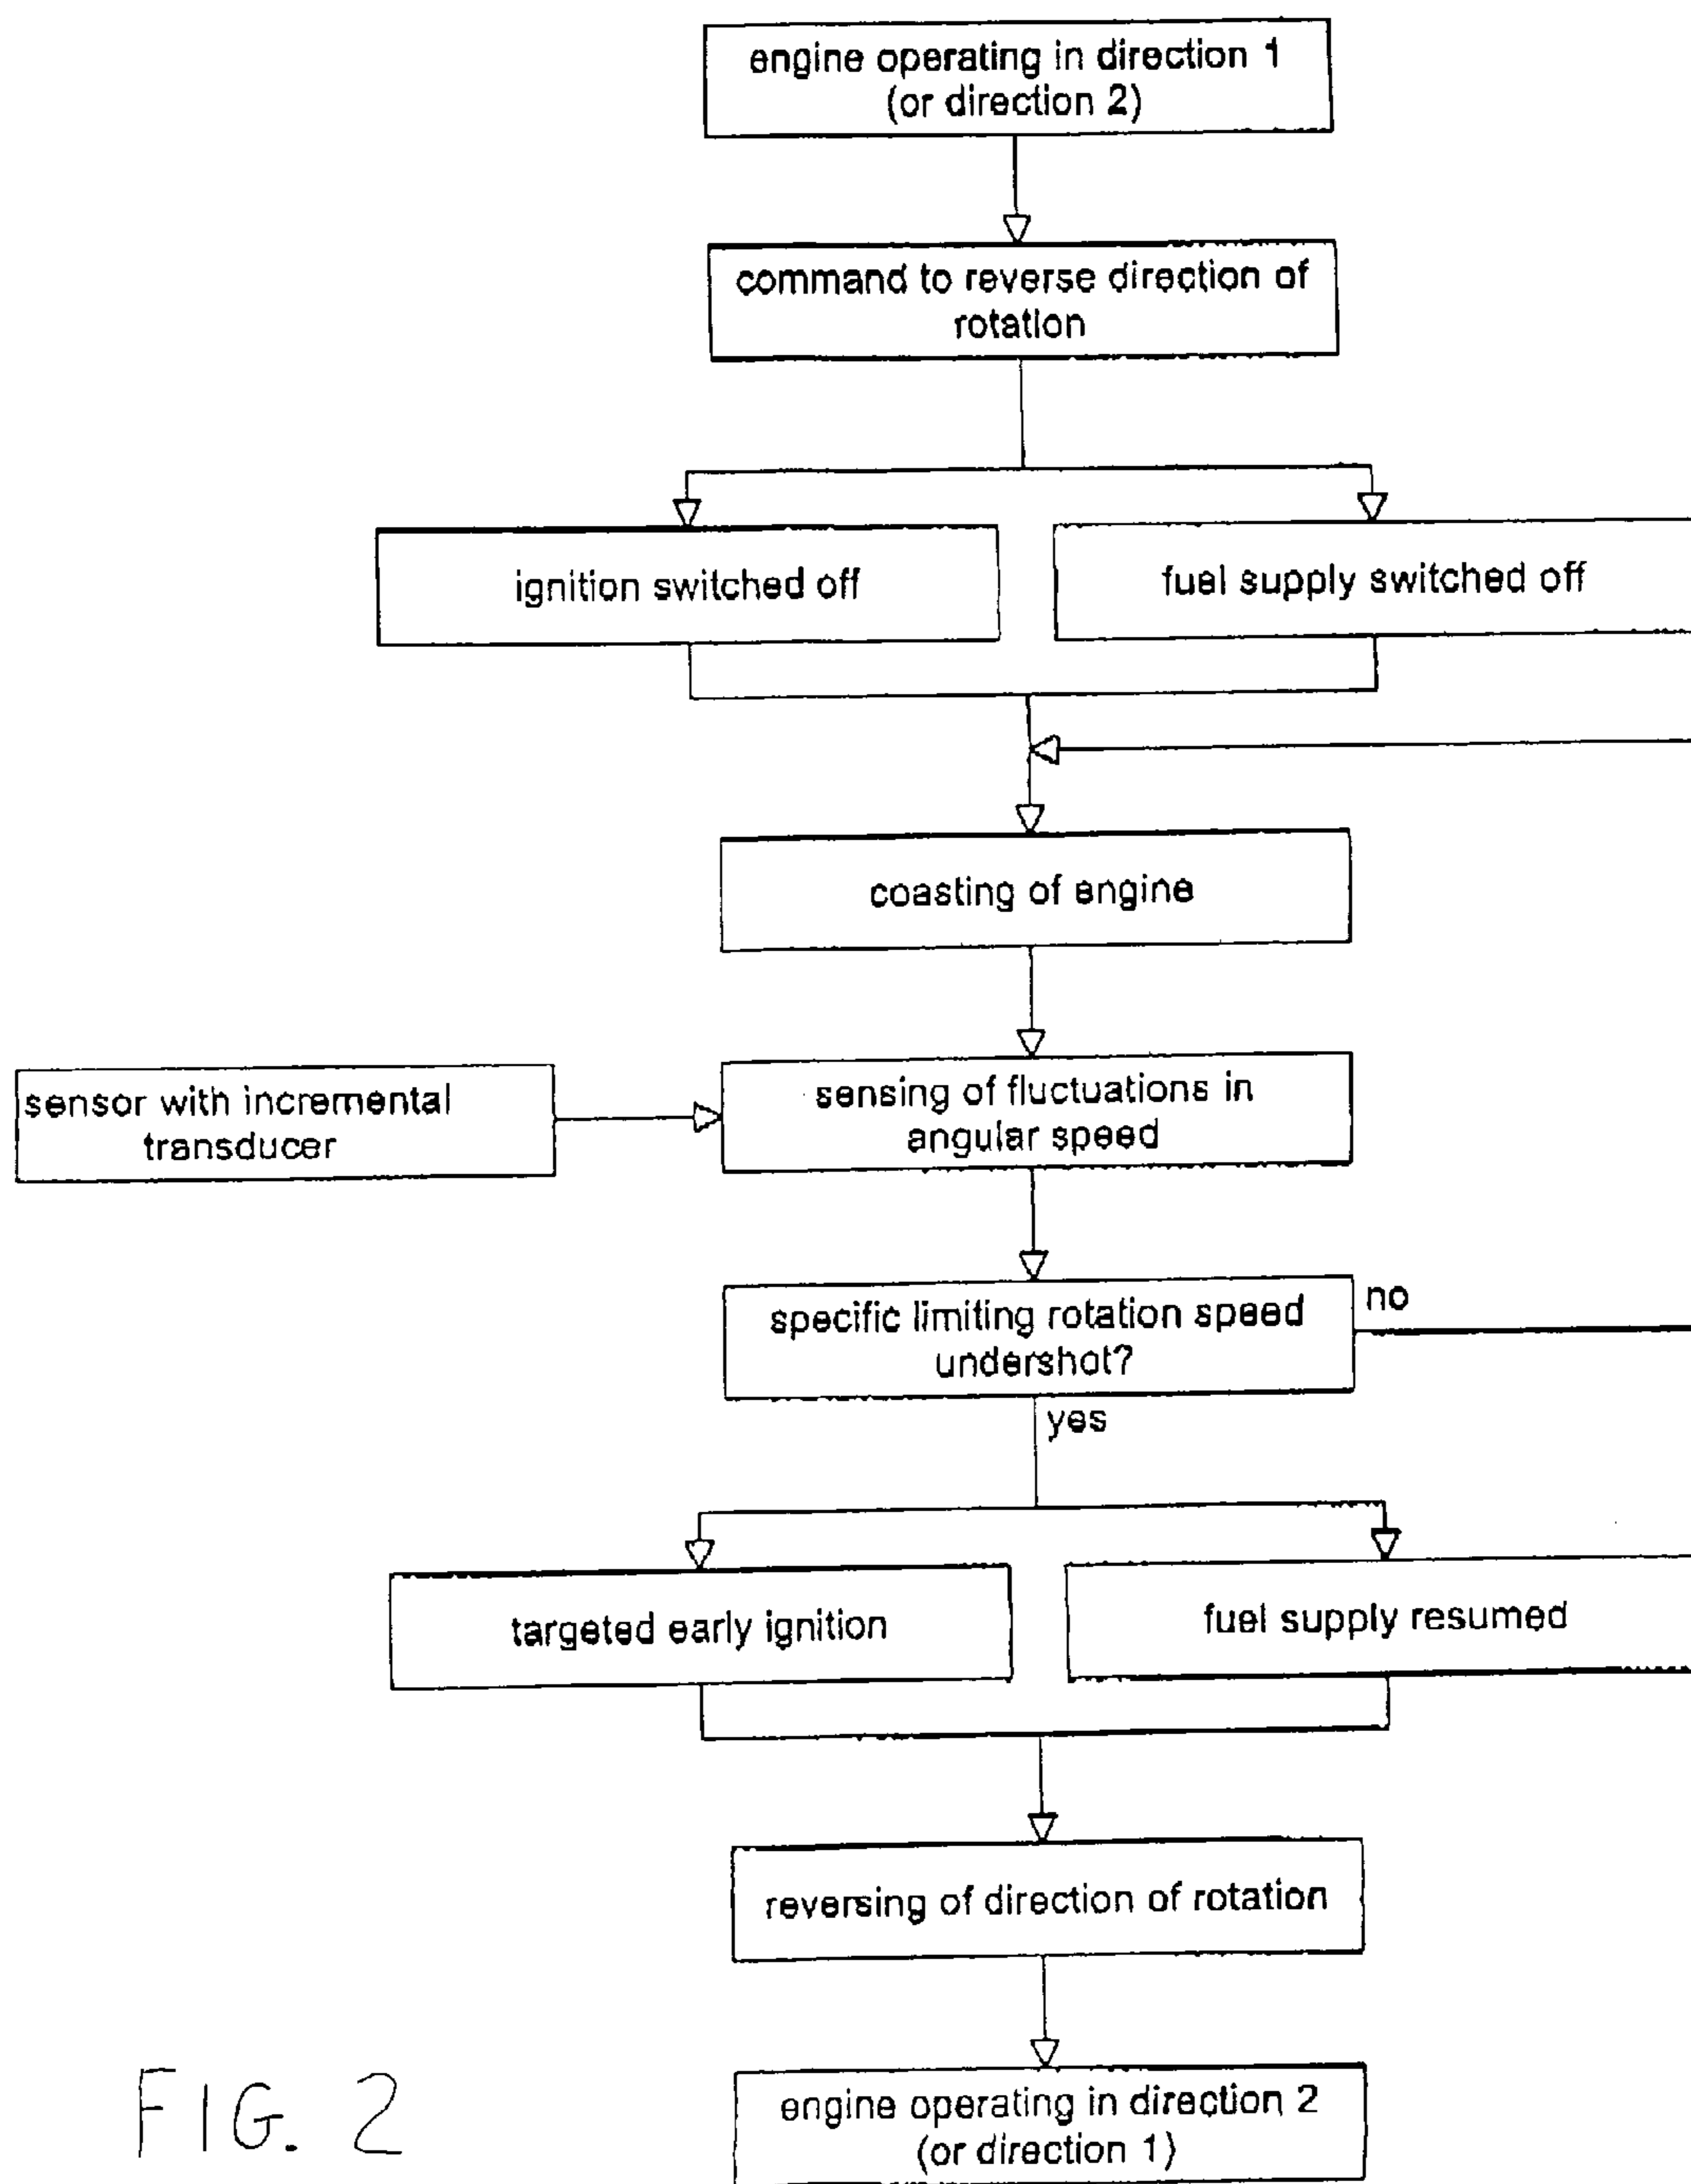 engine operating in direction 1
(or direction 2)
command to reverse direction of
rotation
ignition switched off
fuel supply switched off
coasting of engine
sensor with incremental
transducer
sensing of fluctuations in
angular speed
specific limiting rotation speed
undershot?
no
yes
targeted early ignition
fuel supply resumed
reversing of direction of rotation
engine operating in direction 2
(or direction 1)
FIG. 2